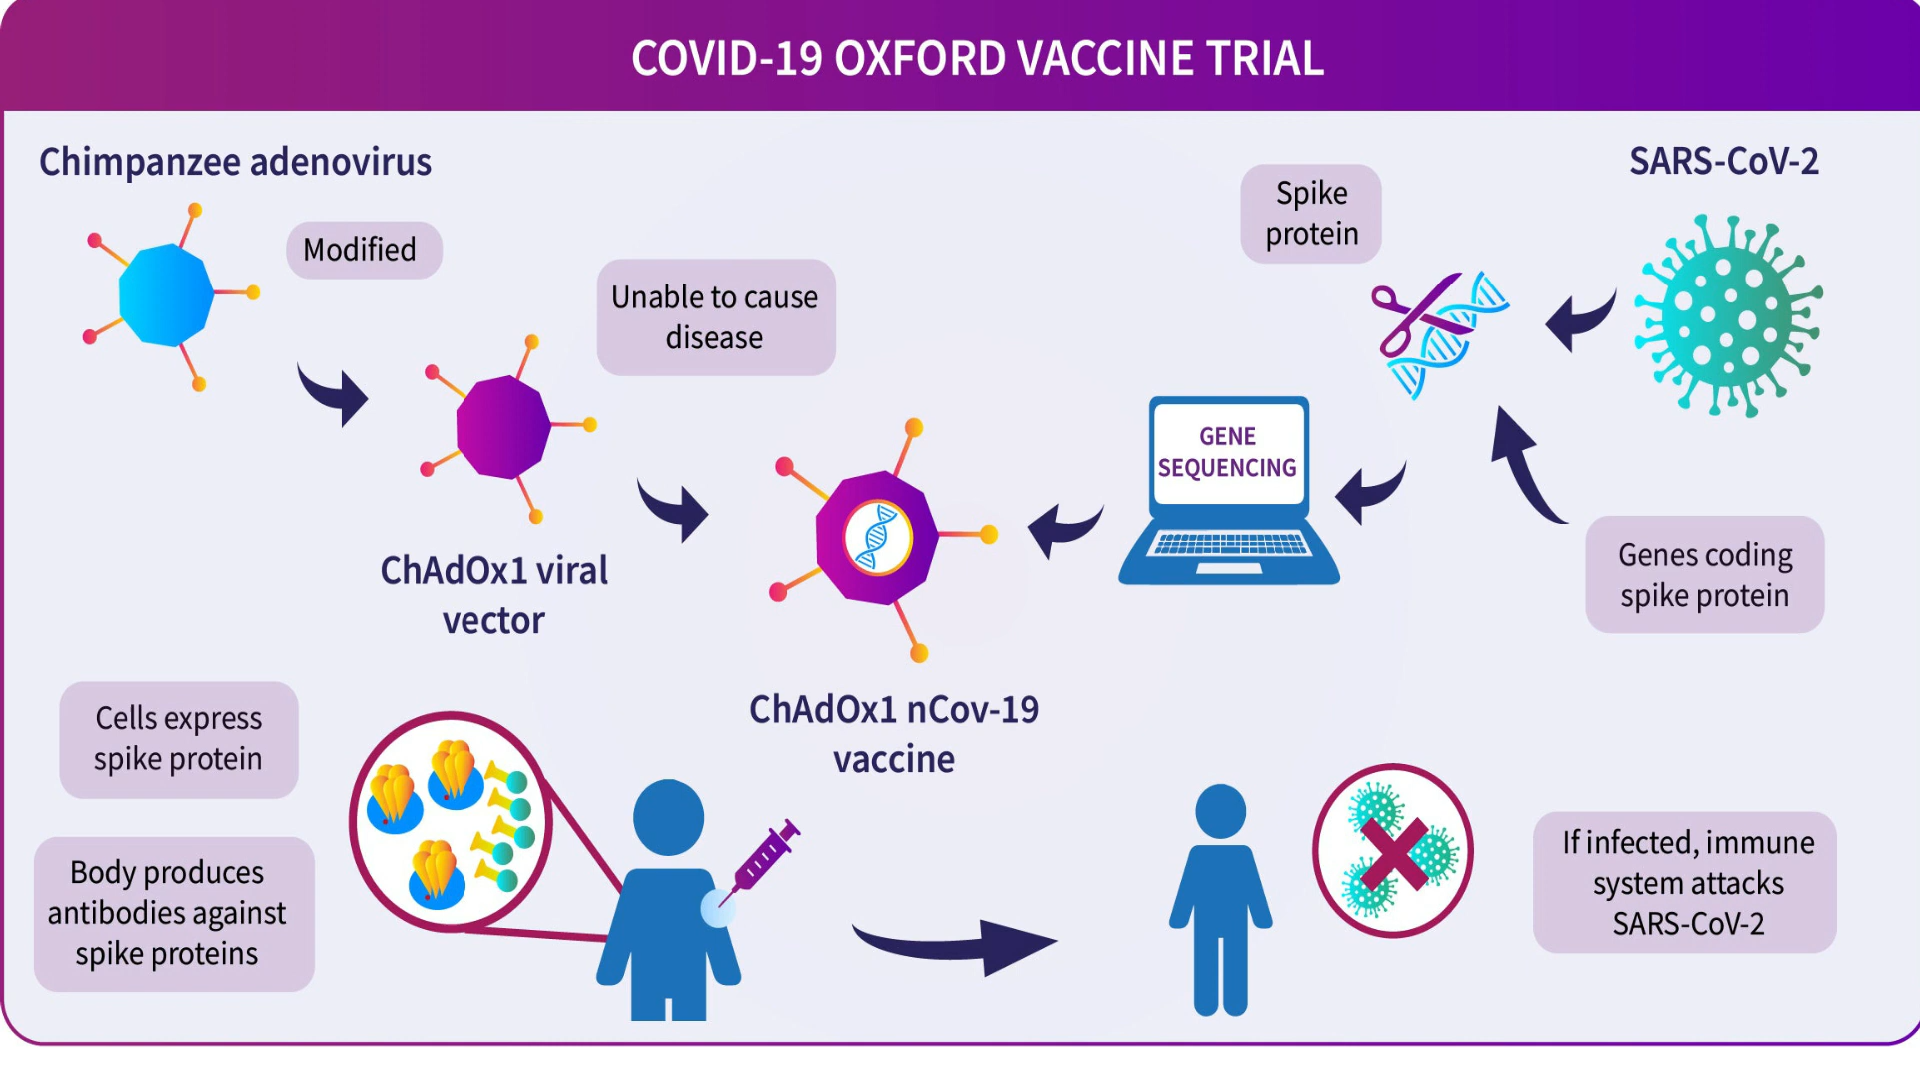 COVID-19 OXFORD VACCINE TRIAL
Chimpanzee adenovirus
Modified
Unable to cause
disease
ChAdOx1 viral
vector
ChAdOx1 nCov-19
vaccine
SARS-CoV-2
Spike
protein
GENE
SEQUENCING
Genes coding
spike protein
Cells express
spike protein
Body produces
antibodies against
spike proteins
If infected, immune
system attacks
SARS-CoV-2